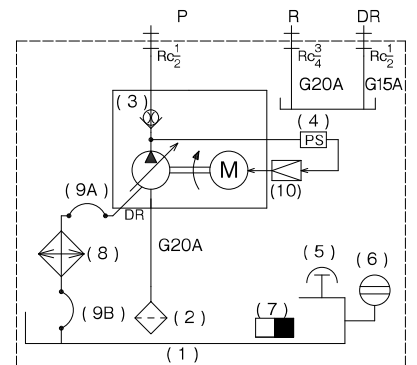 P R DR
Rc1/2 Rc3/4 Rc1/2
G20A G15A
(3)
(4)
PS
M
(10)
(9A)
DR
G20A
(8)
(5) (6)
(9B) (2) (7)
(1)